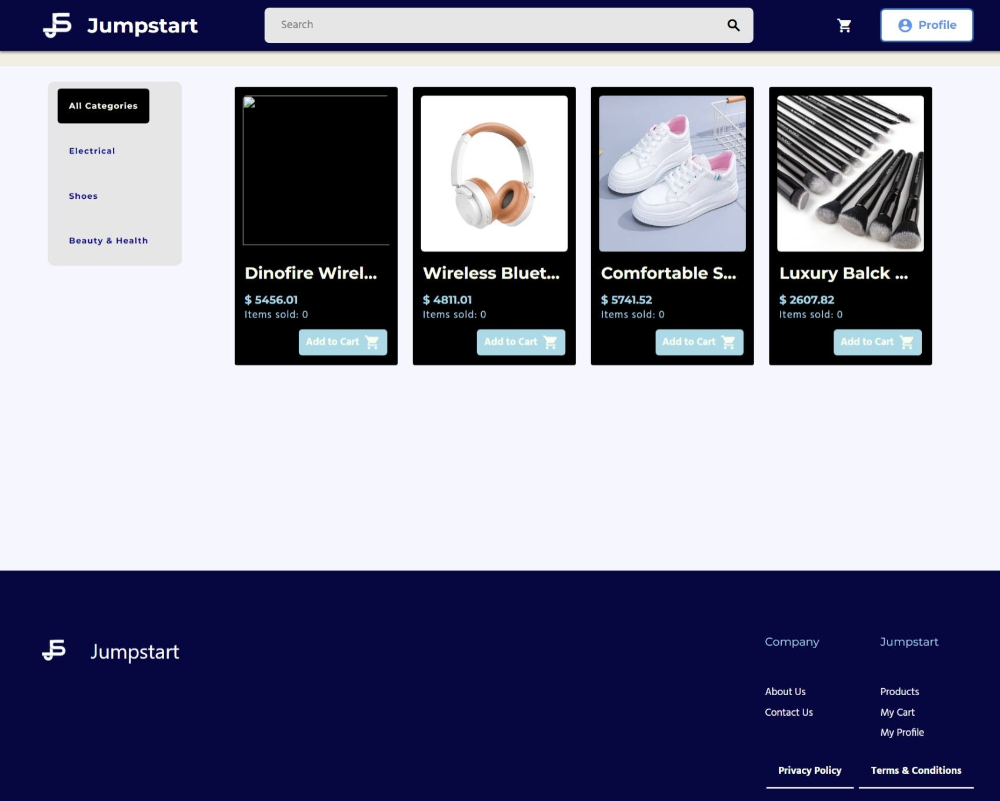 Jumpstart
Search
Profile
All Categories
Electrical
Shoes
Beauty & Health
Dinofire Wirel...
$ 5456.01
Items sold: 0
Add to Cart
Wireless Bluet...
$ 4811.01
Items sold: 0
Add to Cart
Comfortable S...
$ 5741.52
Items sold: 0
Add to Cart
Luxury Balck ...
$ 2607.82
Items sold: 0
Add to Cart
Jumpstart
Company
About Us
Contact Us
Jumpstart
Products
My Cart
My Profile
Privacy Policy
Terms & Conditions